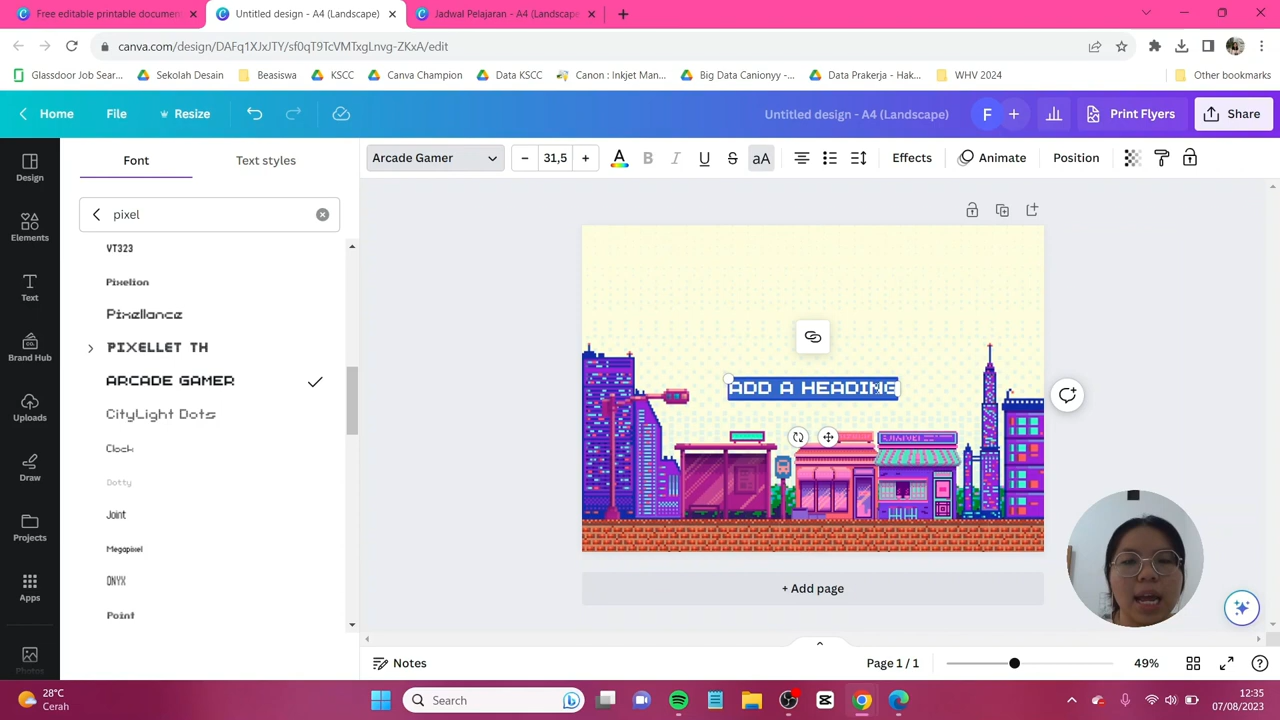 Free editable printable documen
Untitled design - A4 (Landscape)
Jadwal Pelajaran - A4 (Landscape
canva.com/design/DAFq1XJxJTY/sf0qT9TcVMTxgLnvg-ZKxA/edit
Glassdoor Job Sear...
Sekolah Desain
Beasiswa
KSCC
Canva Champion
Data KSCC
Canon : Inkjet Man...
Big Data Canionyy -...
Data Prakerja - Hak...
WHV 2024
Other bookmarks
Home
File
Resize
Untitled design - A4 (Landscape)
F
Print Flyers
Share
Design
Elements
Text
Brand Hub
Uploads
Draw
Projects
Apps
Photos
Font
Text styles
pixel
VT323
Pixelion
Pixellance
PIXELLET TH
ARCADE GAMER
CityLight Dots
Clock
Dotty
Joint
Megapixel
ONYX
Point
Arcade Gamer
31,5
A
B
I
U
S
aA
Effects
Animate
Position
ADD A HEADING
+ Add page
Notes
Page 1 / 1
49%
28°C
Cerah
Search
12:35
07/08/2023